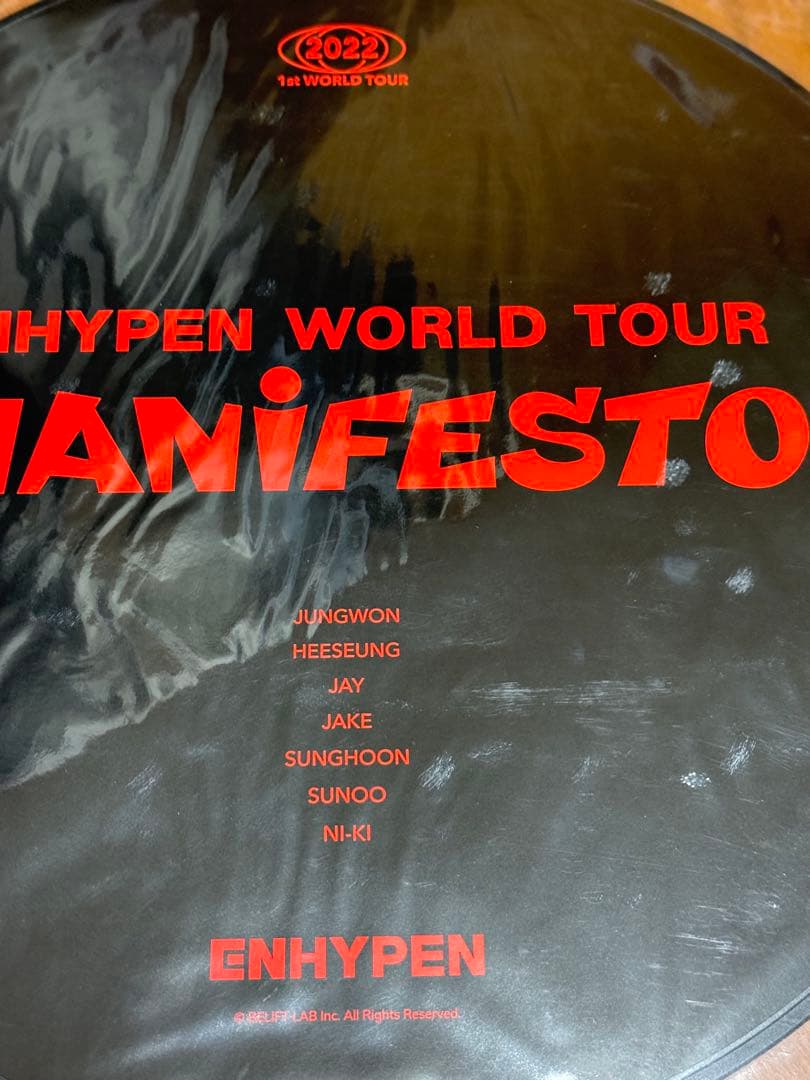 2022
1st WORLD TOUR
NHYPEN WORLD TOUR
MANiFESTO
JUNGWON
HEESEUNG
JAY
JAKE
SUNGHOON
SUNOO
NI-KI
ENHYPEN
© BELIFT-LAB Inc. All Rights Reserved.